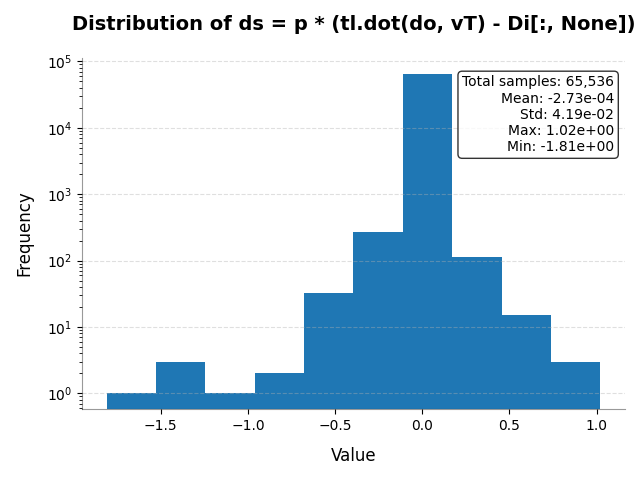 Distribution of ds = p * (tl.dot(do, vT) - Di[:, None])
Total samples: 65,536
Mean: -2.73e-04
Std: 4.19e-02
Max: 1.02e+00
Min: -1.81e+00
Frequency
10⁵
10⁴
10³
10²
10¹
10⁰
−1.5 −1.0 −0.5 0.0 0.5 1.0
Value